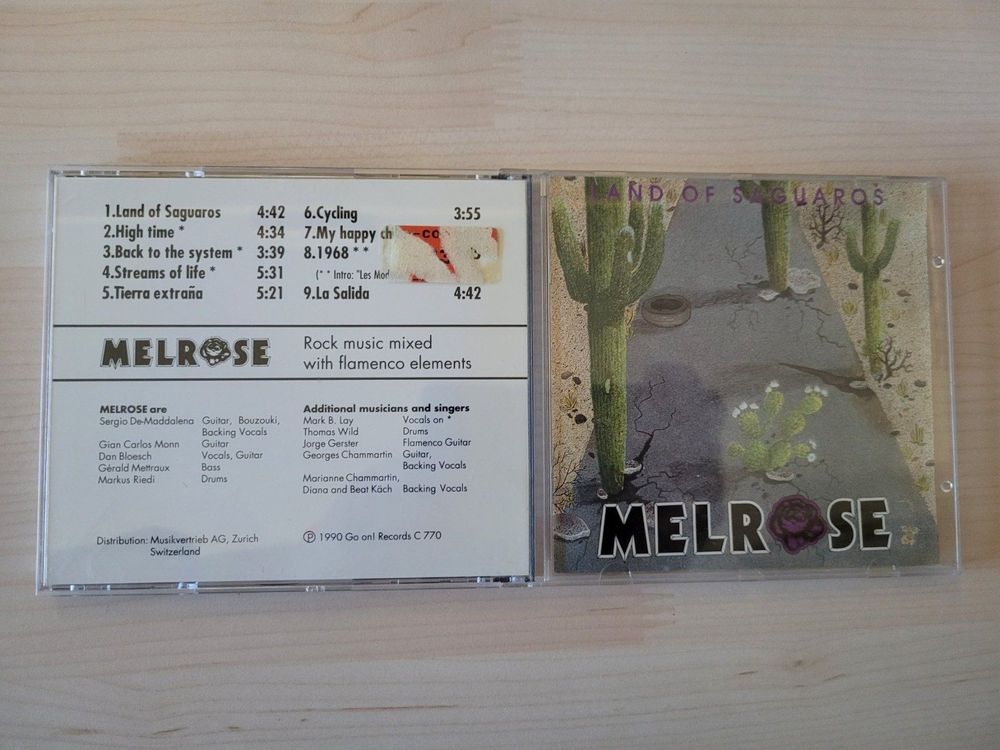 1.Land of Saguaros 4:42
2.High time * 4:34
3.Back to the system * 3:39
4.Streams of life * 5:31
5.Tierra extraña 5:21
6.Cycling 3:55
7.My happy
8.1968 * *
(* * Intro: "Les
9.La Salida 4:42
MELROSE
Rock music mixed
with flamenco elements
MELROSE are
Sergio De-Maddalena Guitar, Bouzouki,
Backing Vocals
Gian Carlos Monn Guitar
Dan Bloesch Vocals, Guitar
Gérald Mettraux Bass
Markus Riedi Drums
Additional musicians and singers
Mark B. Lay Vocals on *
Thomas Wild Drums
Jorge Gerster Flamenco Guitar
Georges Chammartin Guitar,
Backing Vocals
Marianne Chammartin,
Diana and Beat Käch Backing Vocals
Distribution: Musikvertrieb AG, Zurich
Switzerland
Ⓟ 1990 Go on! Records C 770
LAND OF SAGUAROS
MELROSE